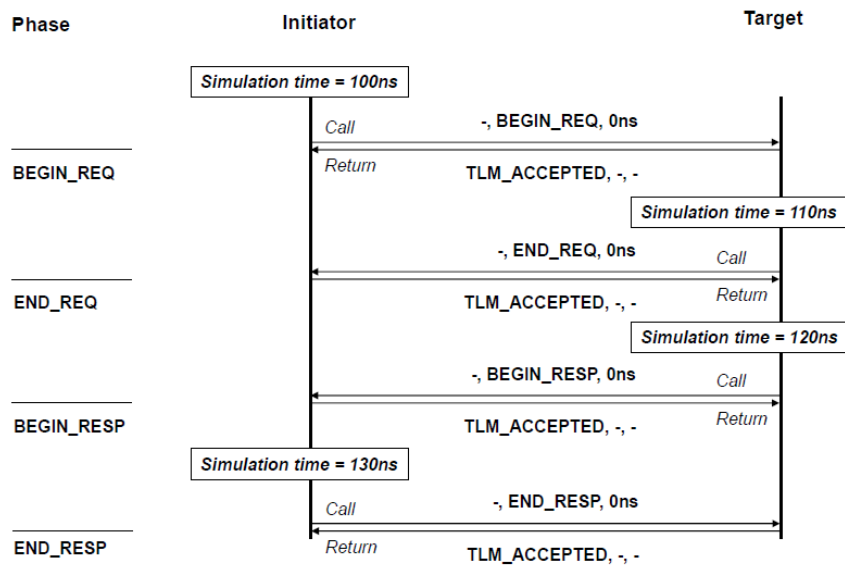 Phase Initiator Target
Simulation time = 100ns
Call -, BEGIN_REQ, 0ns
BEGIN_REQ Return TLM_ACCEPTED, -, -
Simulation time = 110ns
-, END_REQ, 0ns Call
END_REQ TLM_ACCEPTED, -, - Return
Simulation time = 120ns
-, BEGIN_RESP, 0ns Call
BEGIN_RESP TLM_ACCEPTED, -, - Return
Simulation time = 130ns
Call -, END_RESP, 0ns
END_RESP Return TLM_ACCEPTED, -, -